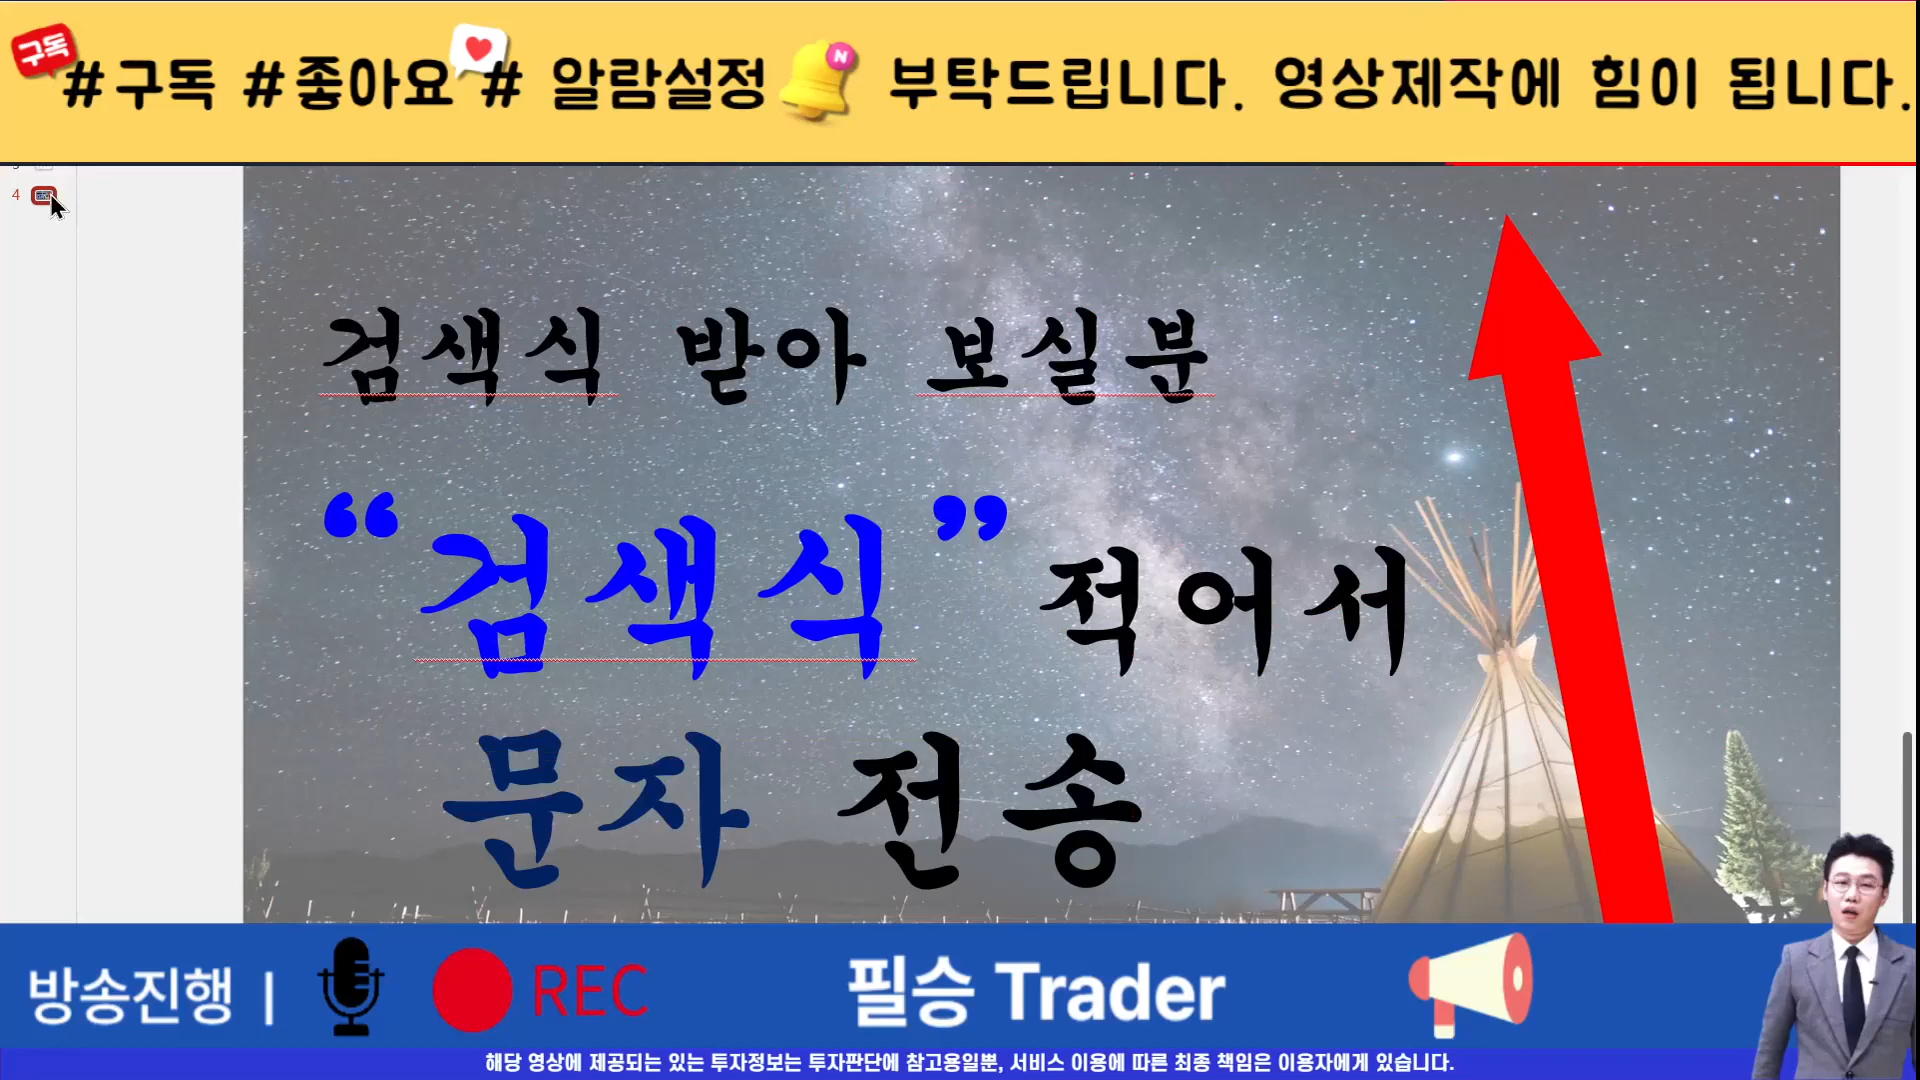 구독
#구독 #좋아요 # 알람설정 N 부탁드립니다. 영상제작에 힘이 됩니다.
4
검색식 받아 보실분
“검색식” 적어서
문자 전송
방송진행 | REC 필승 Trader
해당 영상에 제공되는 있는 투자정보는 투자판단에 참고용일뿐, 서비스 이용에 따른 최종 책임은 이용자에게 있습니다.